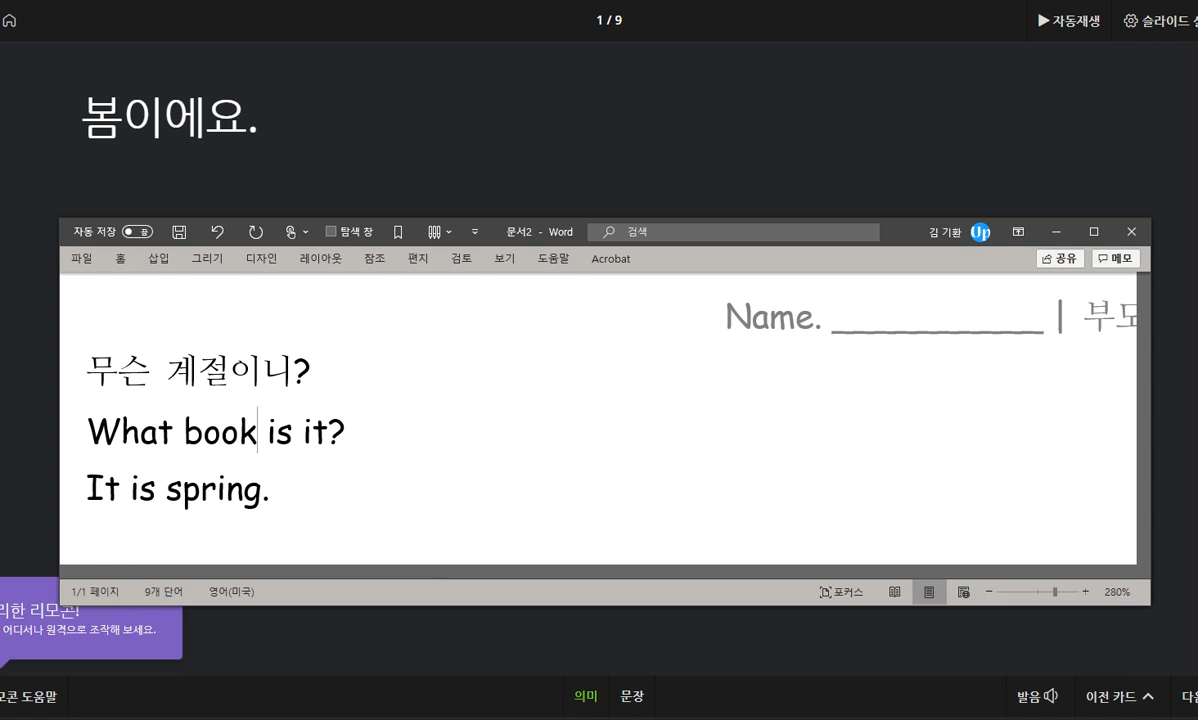 1 / 9
자동재생
슬라이드
봄이에요.
자동 저장 끔
탐색 창
문서2 - Word
검색
김 기환
Up
파일 홈 삽입 그리기 디자인 레이아웃 참조 편지 검토 보기 도움말 Acrobat
공유 메모
Name. ____________ | 부모
무슨 계절이니?
What book is it?
It is spring.
1/1 페이지 9개 단어 영어(미국)
포커스
280%
리한 리모콘!
어디서나 원격으로 조작해 보세요.
모콘 도움말
의미 문장
발음 이전 카드